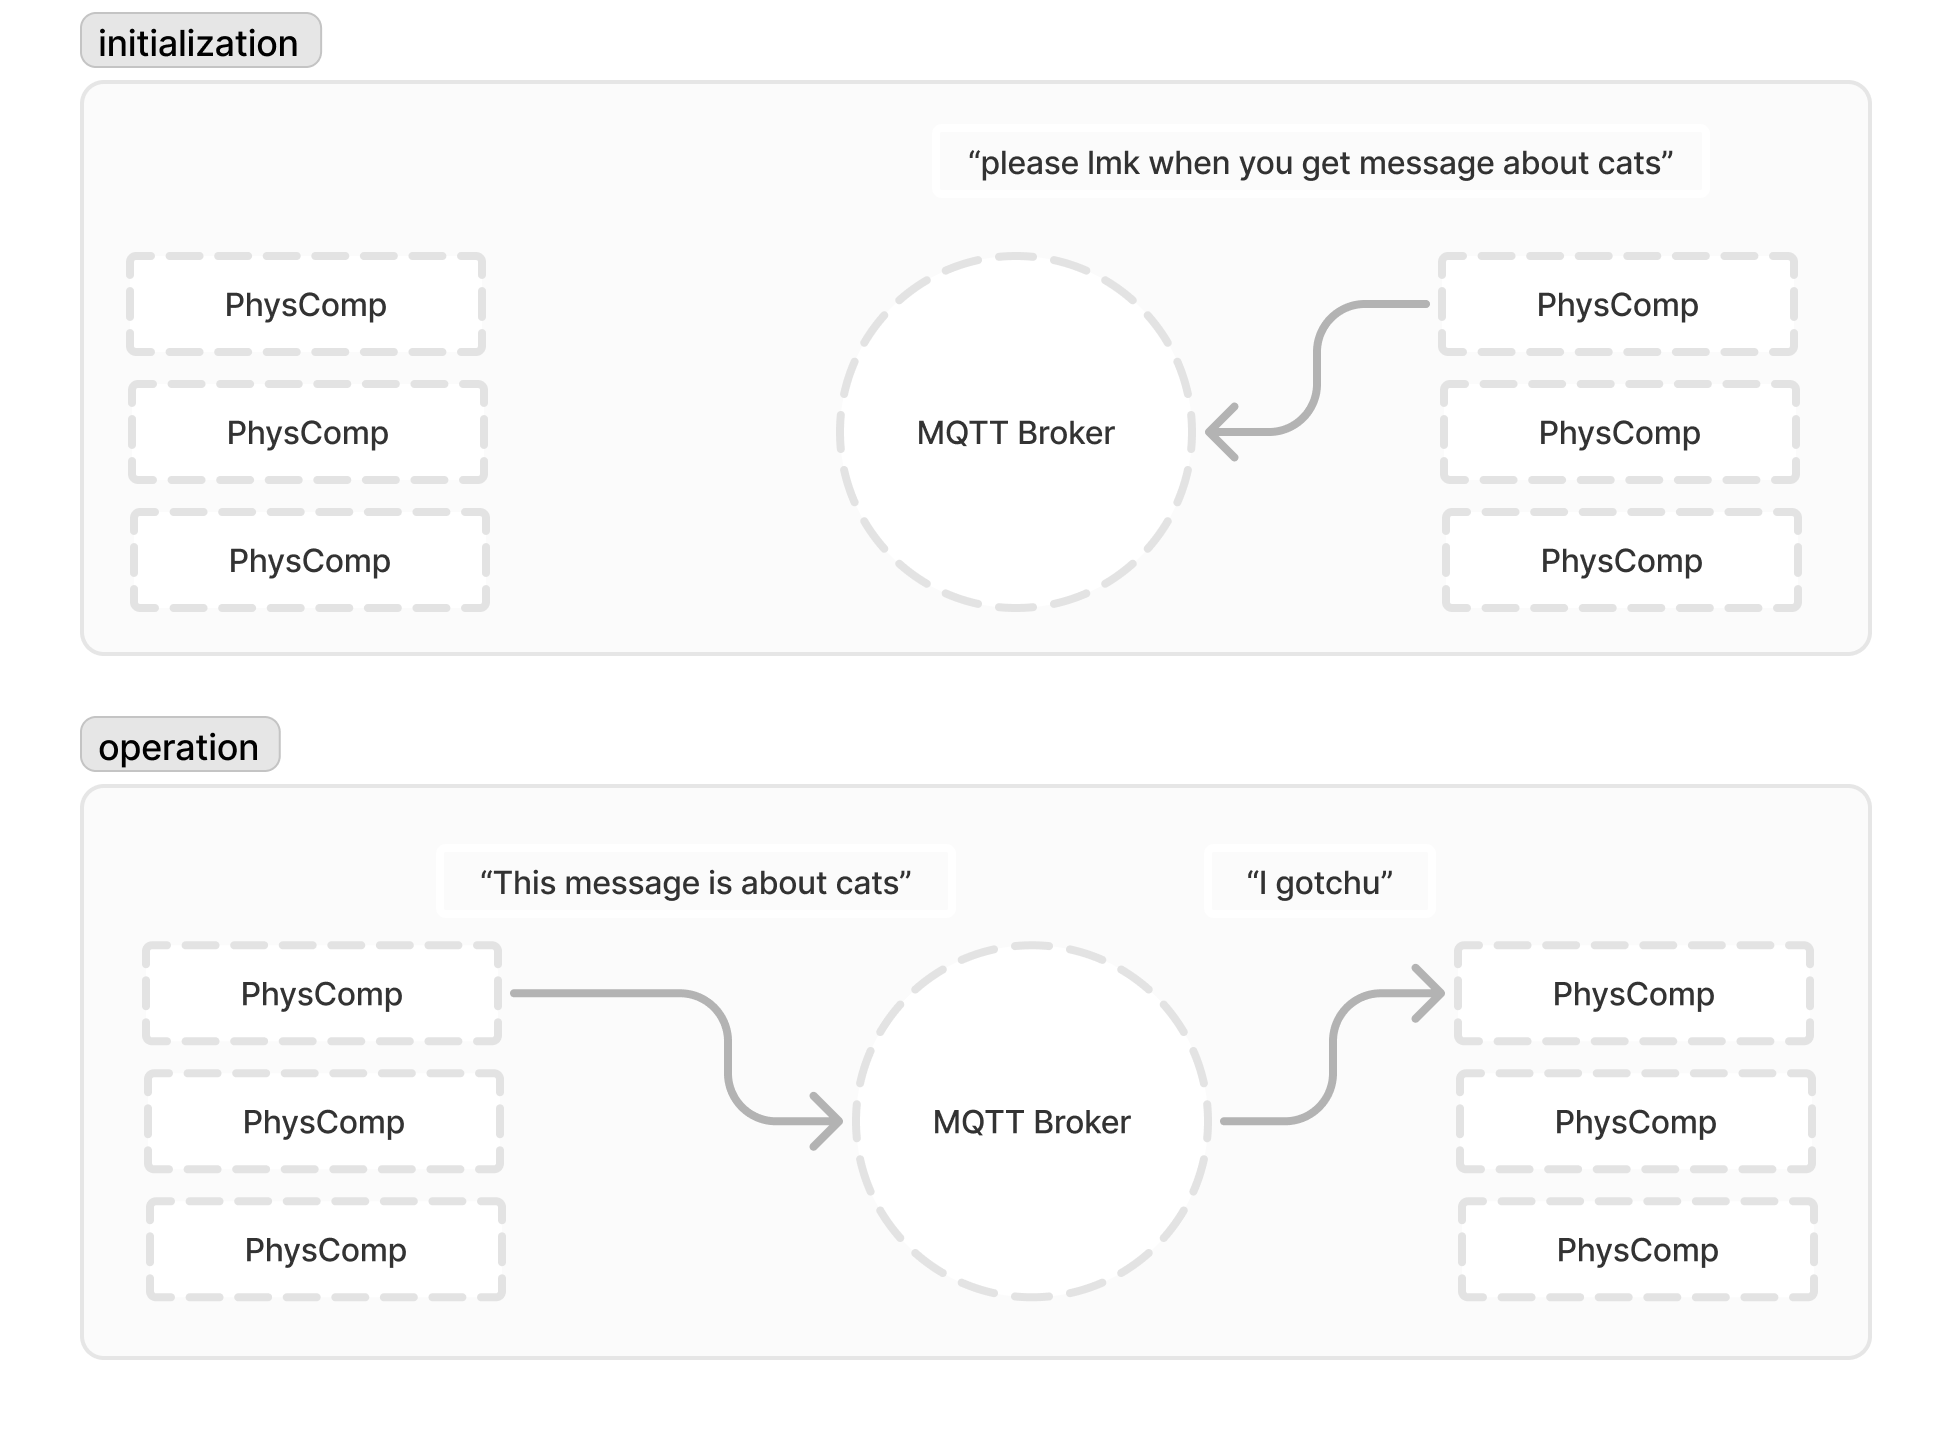 initialization
“please lmk when you get message about cats”
PhysComp
PhysComp
PhysComp
MQTT Broker
PhysComp
PhysComp
PhysComp
operation
“This message is about cats”
“I gotchu”
PhysComp
PhysComp
PhysComp
MQTT Broker
PhysComp
PhysComp
PhysComp